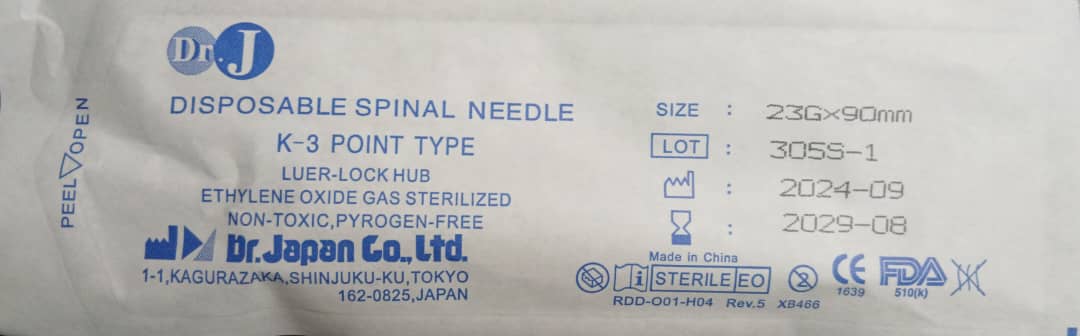 Dr. J
DISPOSABLE SPINAL NEEDLE
K-3 POINT TYPE
LUER-LOCK HUB
ETHYLENE OXIDE GAS STERILIZED
NON-TOXIC,PYROGEN-FREE
Dr.Japan Co.,Ltd.
1-1,KAGURAZAKA,SHINJUKU-KU,TOKYO
162-0825,JAPAN
PEEL OPEN
SIZE : 23G×90mm
LOT : 305S-1
: 2024-09
: 2029-08
Made in China
i STERILE EO 2 CE 1639 FDA 510(k)
RDD-O01-H04 Rev.5 XB466